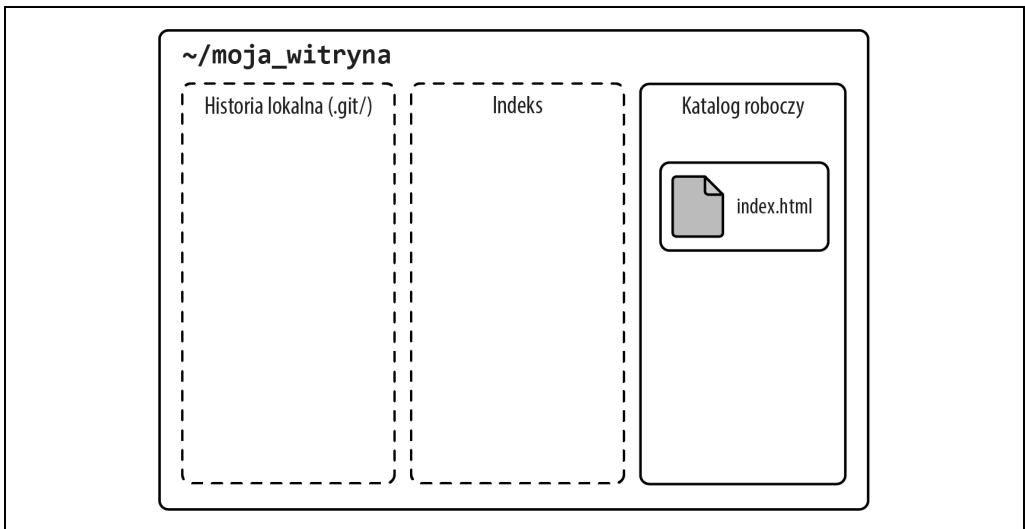 ~/moja_witryna
Historia lokalna (.git/)
Indeks
Katalog roboczy
index.html